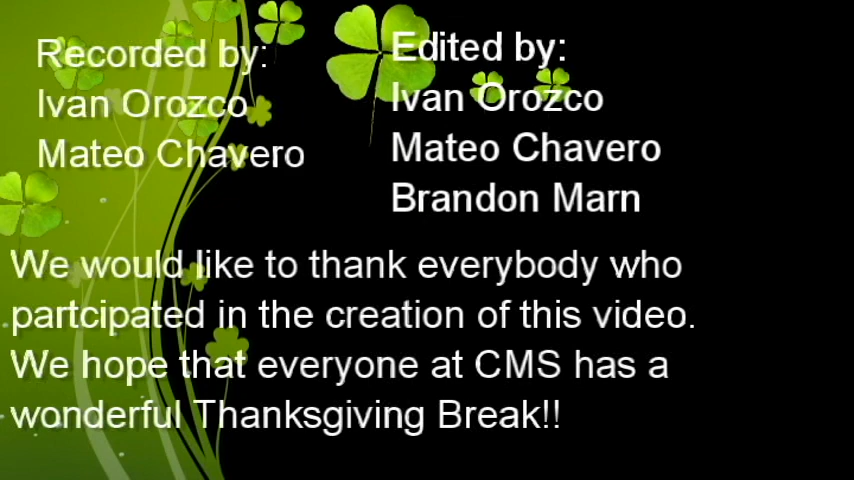 Recorded by:
Ivan Orozco
Mateo Chavero
Edited by:
Ivan Orozco
Mateo Chavero
Brandon Marn
We would like to thank everybody who
partcipated in the creation of this video.
We hope that everyone at CMS has a
wonderful Thanksgiving Break!!